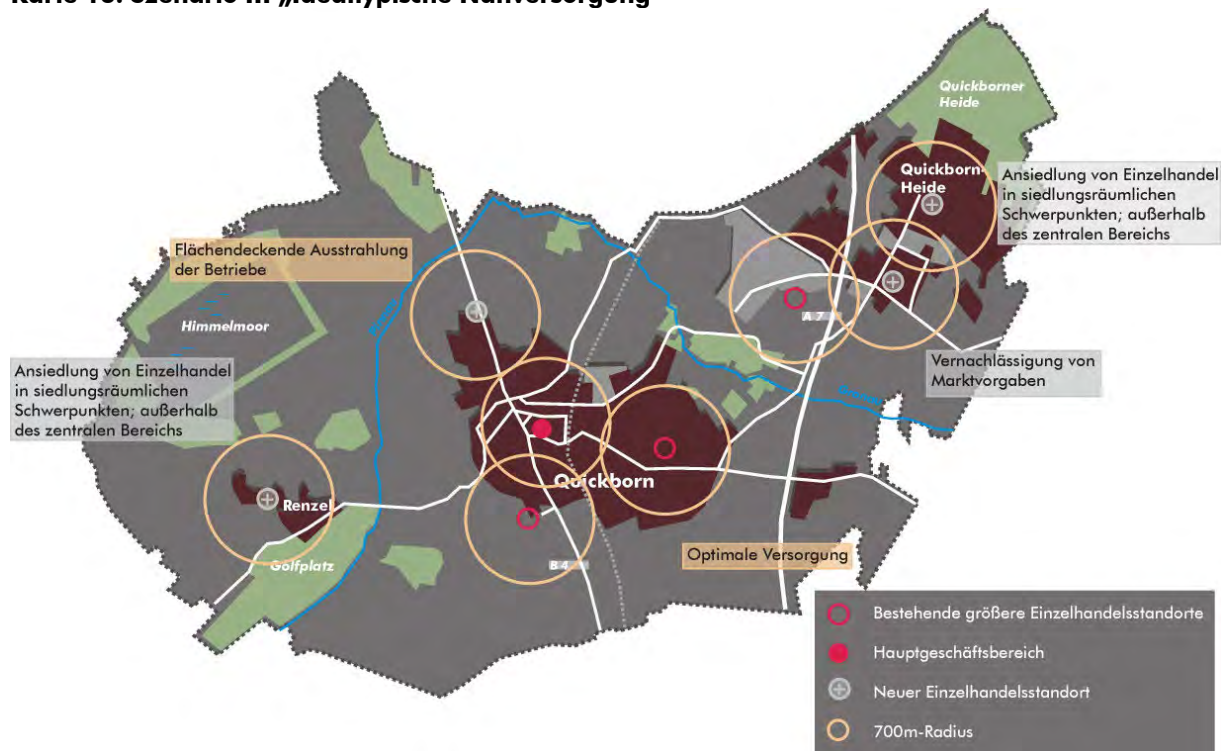 Quickborner
Heide
Quickborn-
Heide
Ansiedlung von Einzelhandel
in siedlungsräumlichen
Schwerpunkten; außerhalb
des zentralen Bereichs
Flächendeckende Ausstrahlung
der Betriebe
Himmelmoor
A 7
Ansiedlung von Einzelhandel
in siedlungsräumlichen
Schwerpunkten; außerhalb
des zentralen Bereichs
Vernachlässigung von
Marktvorgaben
Quickborn
Renzel
Optimale Versorgung
Golfplatz
B 4
Bestehende größere Einzelhandelsstandorte
Hauptgeschäftsbereich
Neuer Einzelhandelsstandort
700m-Radius